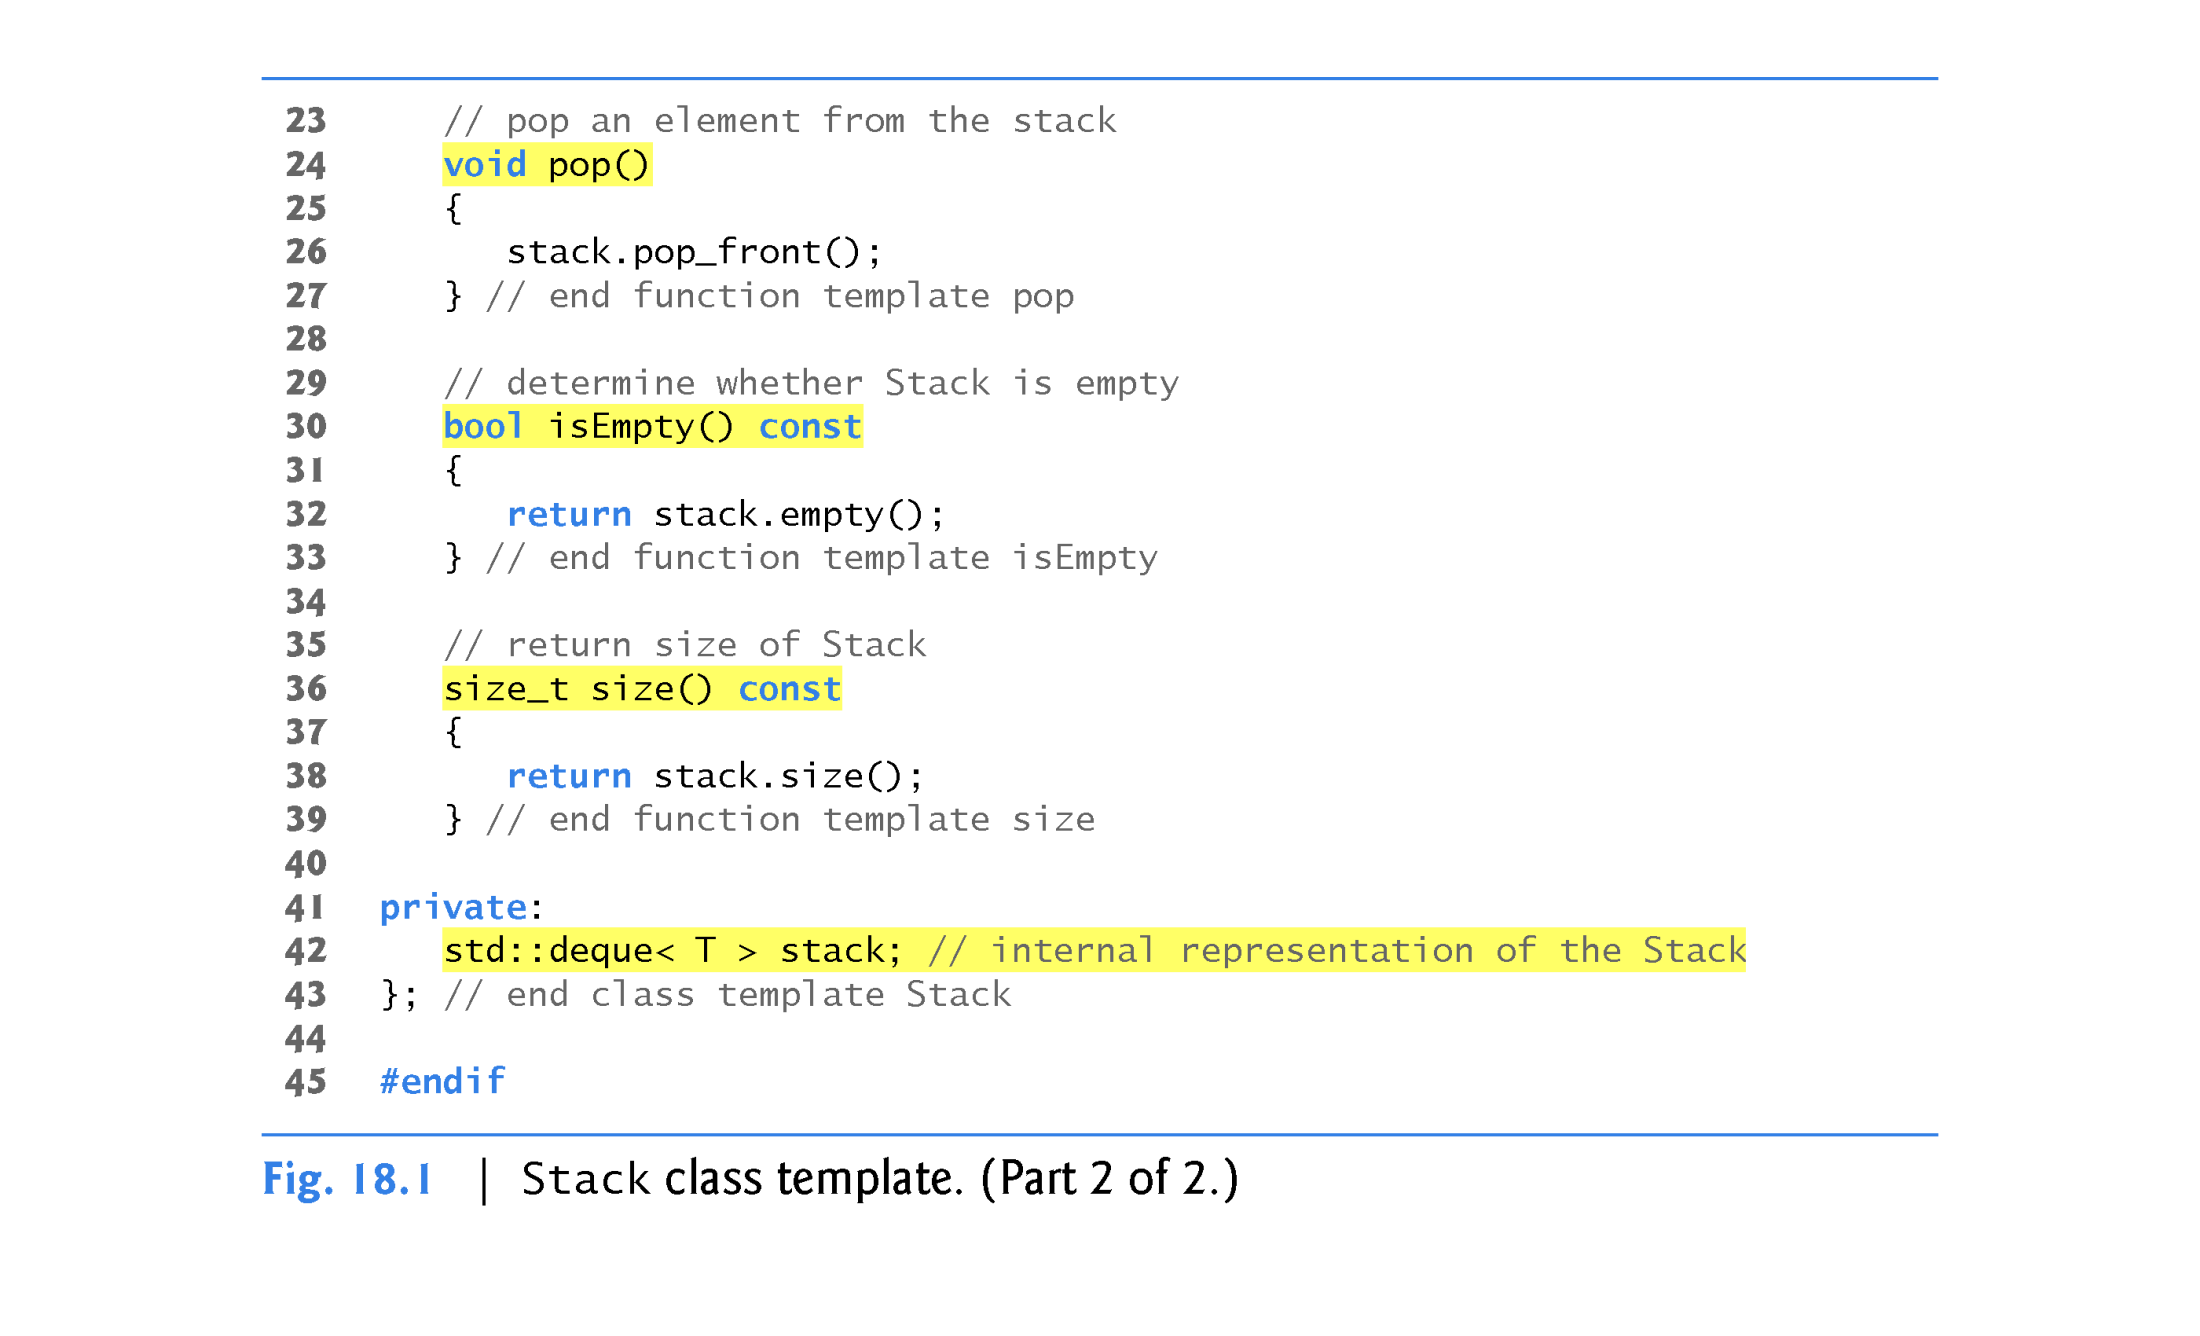 23 // pop an element from the stack
24 void pop()
25 {
26 stack.pop_front();
27 } // end function template pop
28
29 // determine whether Stack is empty
30 bool isEmpty() const
31 {
32 return stack.empty();
33 } // end function template isEmpty
34
35 // return size of Stack
36 size_t size() const
37 {
38 return stack.size();
39 } // end function template size
40
41 private:
42 std::deque< T > stack; // internal representation of the Stack
43 }; // end class template Stack
44
45 #endif
Fig. 18.1 | Stack class template. (Part 2 of 2.)